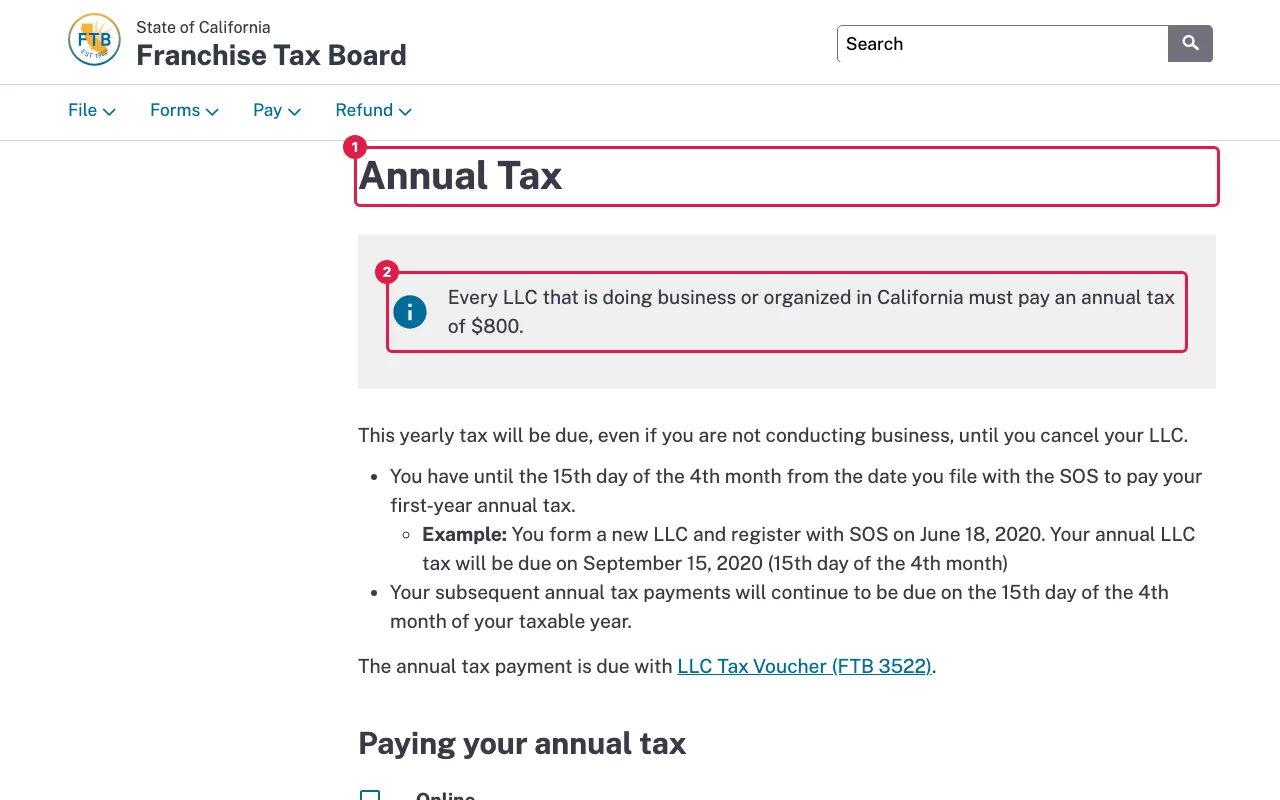 State of California
Franchise Tax Board
FTB
Search
File
Forms
Pay
Refund
1
Annual Tax
2
i
Every LLC that is doing business or organized in California must pay an annual tax
of $800.
This yearly tax will be due, even if you are not conducting business, until you cancel your LLC.
• You have until the 15th day of the 4th month from the date you file with the SOS to pay your
first-year annual tax.
◦ Example: You form a new LLC and register with SOS on June 18, 2020. Your annual LLC
tax will be due on September 15, 2020 (15th day of the 4th month)
• Your subsequent annual tax payments will continue to be due on the 15th day of the 4th
month of your taxable year.
The annual tax payment is due with LLC Tax Voucher (FTB 3522).
Paying your annual tax
Online